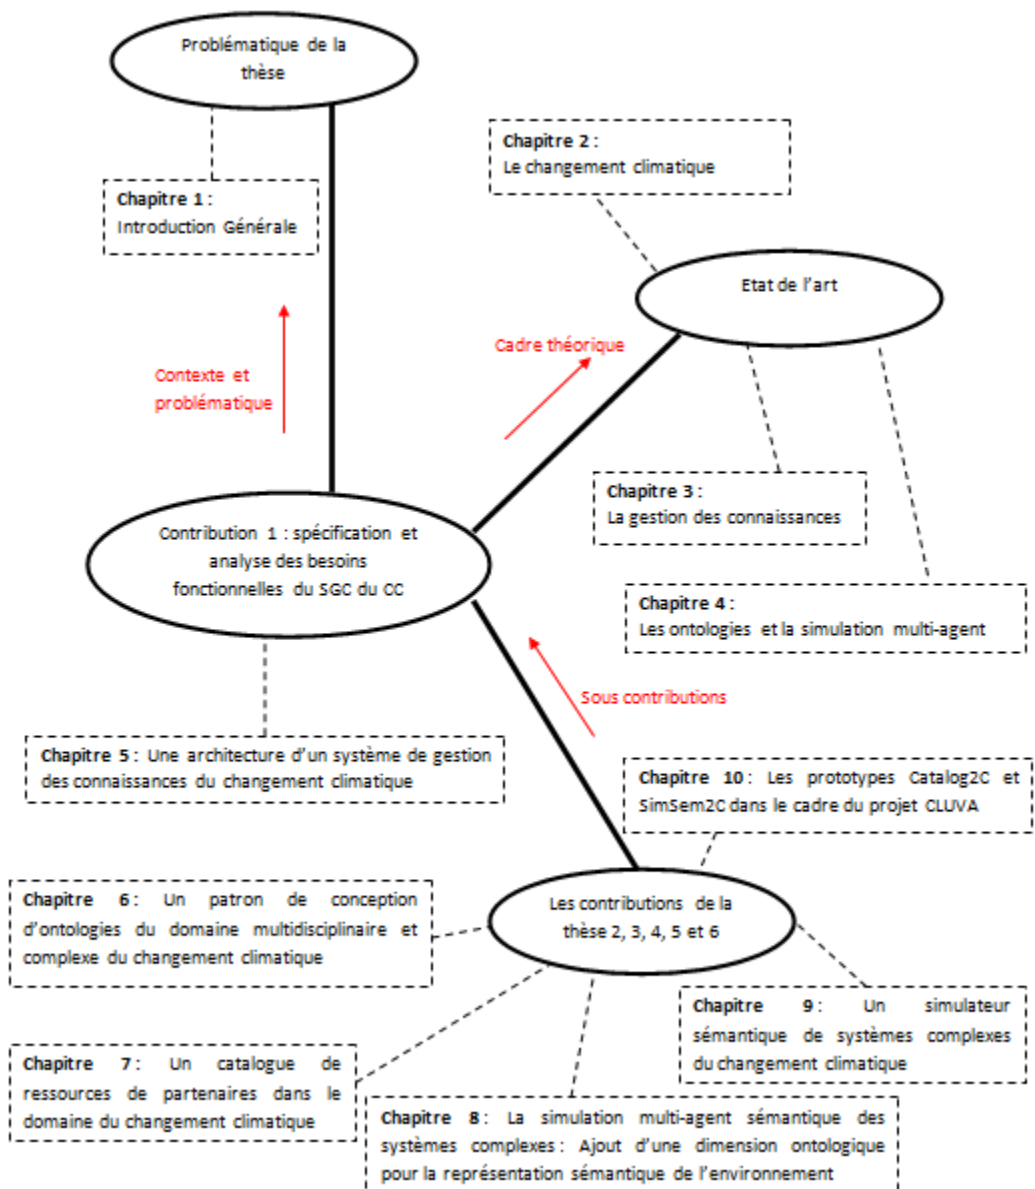 Problématique de la
thèse
Chapitre 2 :
Le changement climatique
Chapitre 1 :
Introduction Générale
Etat de l'art
Cadre théorique
Contexte et
problématique
Chapitre 3 :
La gestion des connaissances
Contribution 1 : spécification et
analyse des besoins
fonctionnelles du SGC du CC
Chapitre 4 :
Les ontologies et la simulation multi-agent
Sous contributions
Chapitre 5 : Une architecture d'un système de gestion
des connaissances du changement climatique
Chapitre 10 : Les prototypes Catalog2C et
SimSem2C dans le cadre du projet CLUVA
Chapitre 6 : Un patron de conception
d'ontologies du domaine multidisciplinaire et
complexe du changement climatique
Les contributions de la
thèse 2, 3, 4, 5 et 6
Chapitre 9 : Un simulateur
sémantique de systèmes complexes
du changement climatique
Chapitre 7 : Un catalogue de
ressources de partenaires dans le
domaine du changement climatique
Chapitre 8 : La simulation multi-agent sémantique des
systèmes complexes : Ajout d'une dimension ontologique
pour la représentation sémantique de l'environnement